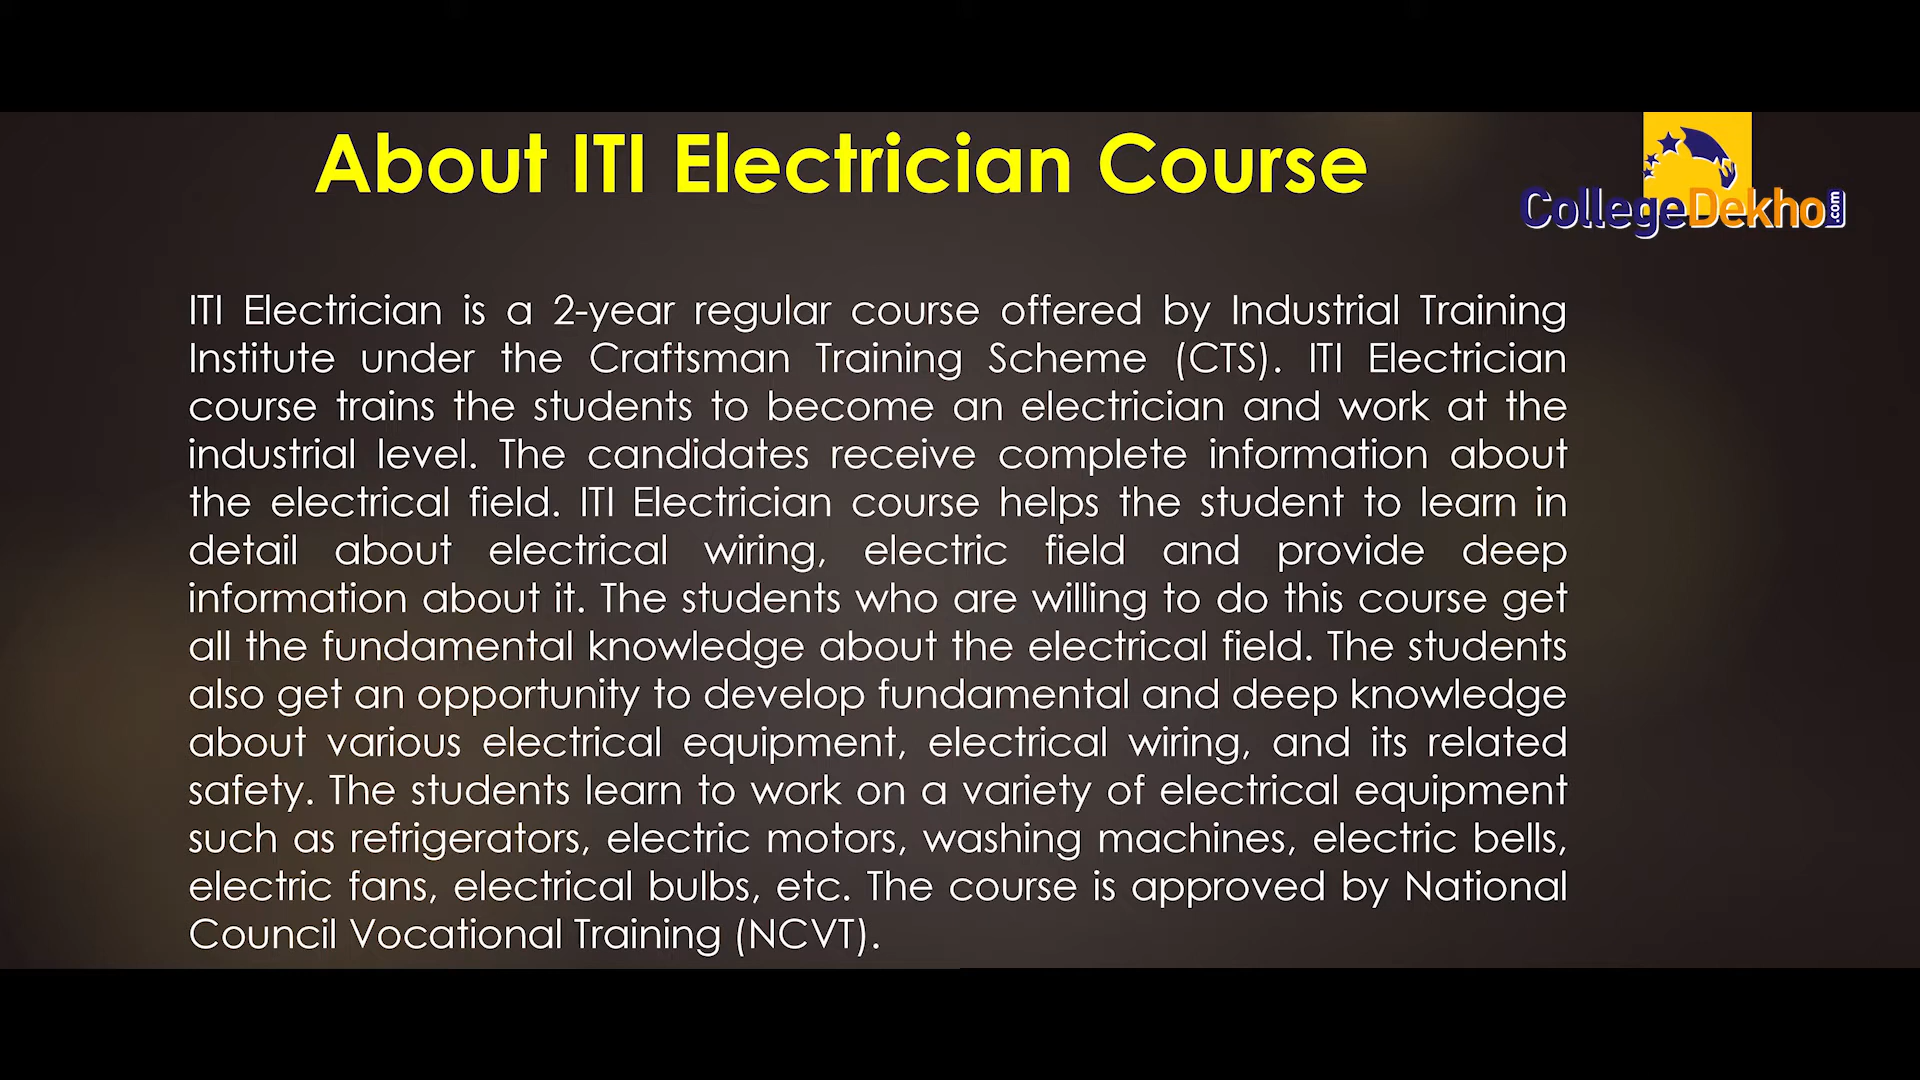 About ITI Electrician Course
CollegeDekho.com
ITI Electrician is a 2-year regular course offered by Industrial Training
Institute under the Craftsman Training Scheme (CTS). ITI Electrician
course trains the students to become an electrician and work at the
industrial level. The candidates receive complete information about
the electrical field. ITI Electrician course helps the student to learn in
detail about electrical wiring, electric field and provide deep
information about it. The students who are willing to do this course get
all the fundamental knowledge about the electrical field. The students
also get an opportunity to develop fundamental and deep knowledge
about various electrical equipment, electrical wiring, and its related
safety. The students learn to work on a variety of electrical equipment
such as refrigerators, electric motors, washing machines, electric bells,
electric fans, electrical bulbs, etc. The course is approved by National
Council Vocational Training (NCVT).